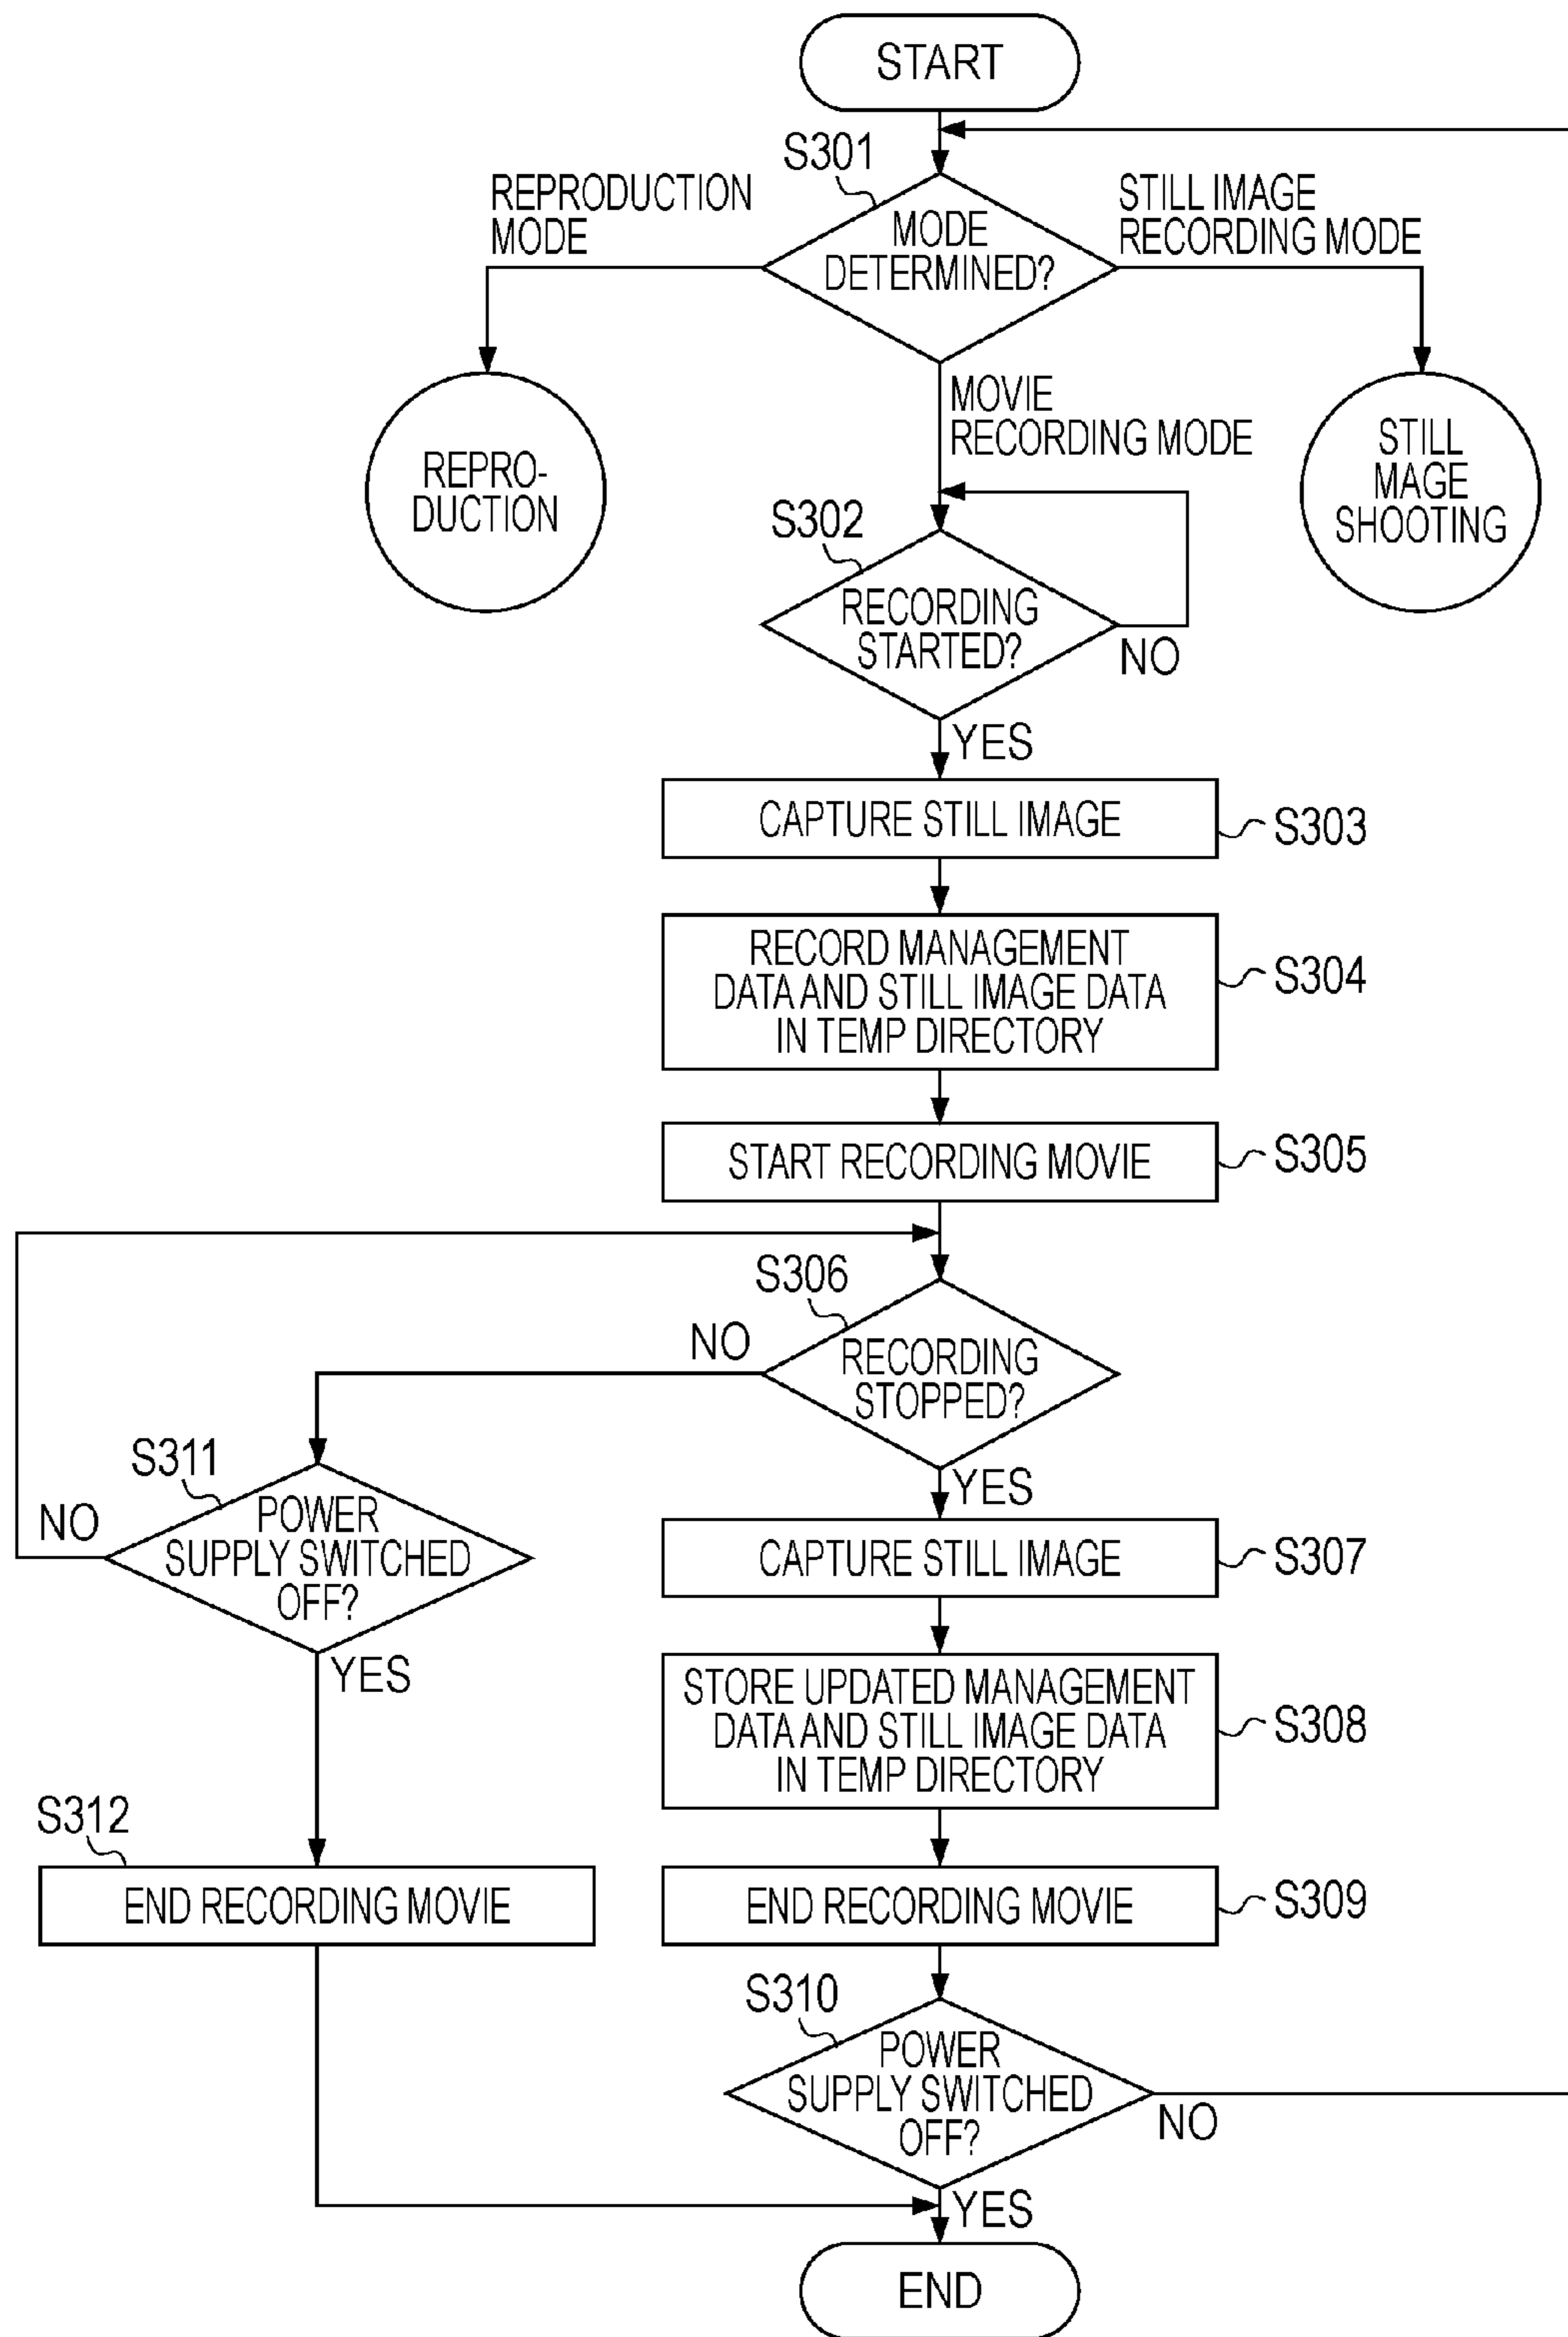 START
S301
REPRODUCTION
MODE
MODE
DETERMINED?
STILL IMAGE
RECORDING MODE
MOVIE
RECORDING MODE
REPRO-
DUCTION
STILL
MAGE
SHOOTING
S302
RECORDING
STARTED?
NO
YES
CAPTURE STILL IMAGE
S303
RECORD MANAGEMENT
DATA AND STILL IMAGE DATA
IN TEMP DIRECTORY
S304
START RECORDING MOVIE
S305
S306
NO
RECORDING
STOPPED?
YES
S311
NO
POWER
SUPPLY SWITCHED
OFF?
YES
CAPTURE STILL IMAGE
S307
STORE UPDATED MANAGEMENT
DATA AND STILL IMAGE DATA
IN TEMP DIRECTORY
S308
S312
END RECORDING MOVIE
END RECORDING MOVIE
S309
S310
POWER
SUPPLY SWITCHED
OFF?
NO
YES
END